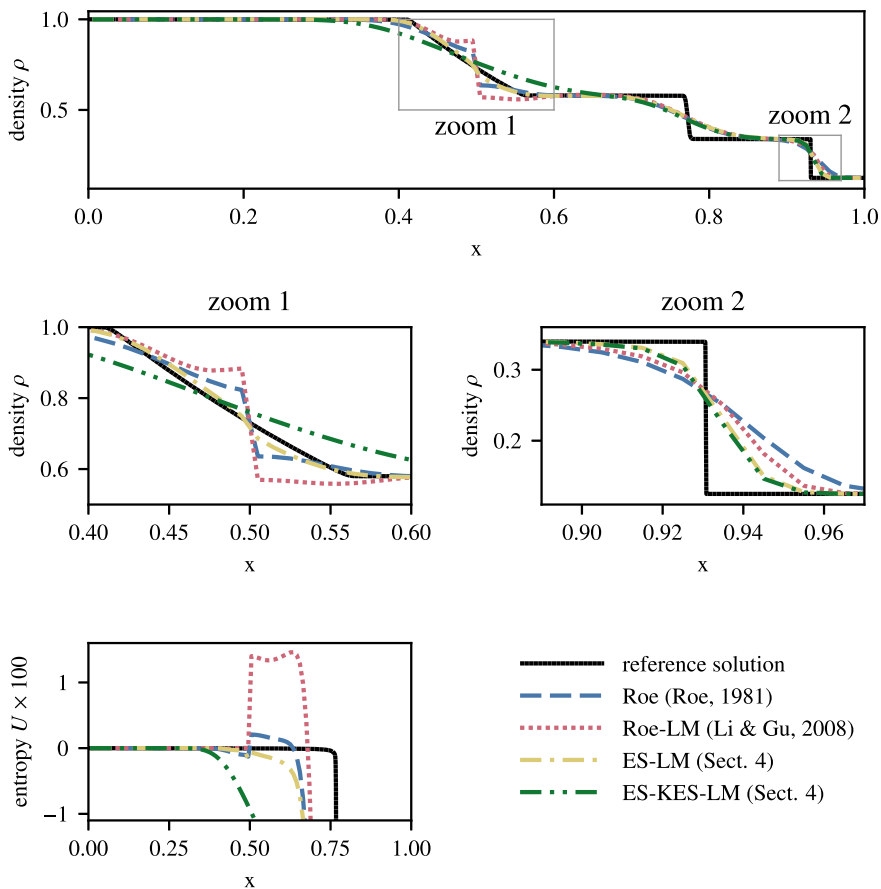 density ρ
1.0
0.5
zoom 1
zoom 2
0.0 0.2 0.4 0.6 0.8 1.0
x
zoom 1
density ρ
1.0
0.8
0.6
0.40 0.45 0.50 0.55 0.60
x
zoom 2
density ρ
0.3
0.2
0.90 0.92 0.94 0.96
x
entropy U × 100
1
0
−1
0.00 0.25 0.50 0.75 1.00
x
reference solution
Roe (Roe, 1981)
Roe-LM (Li & Gu, 2008)
ES-LM (Sect. 4)
ES-KES-LM (Sect. 4)